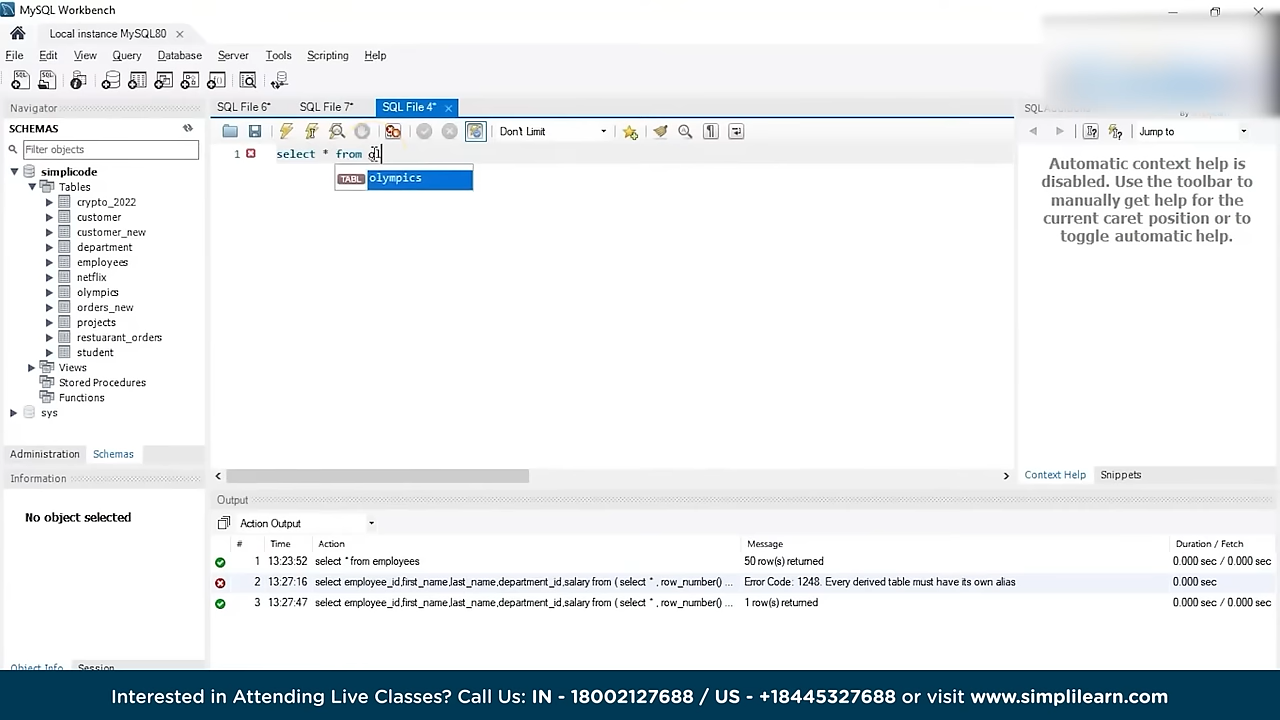 MySQL Workbench
Local instance MySQL80
File Edit View Query Database Server Tools Scripting Help
Navigator
SCHEMAS
Filter objects
simplicode
Tables
crypto_2022
customer
customer_new
department
employees
netflix
olympics
orders_new
projects
restuarant_orders
student
Views
Stored Procedures
Functions
sys
Administration Schemas
Information
No object selected
Object Info Session
SQL File 6* SQL File 7* SQL File 4*
Don't Limit
1 select * from ol
TABL olympics
Jump to
Automatic context help is
disabled. Use the toolbar to
manually get help for the
current caret position or to
toggle automatic help.
Context Help Snippets
Output
Action Output
# Time Action Message Duration / Fetch
1 13:23:52 select * from employees 50 row(s) returned 0.000 sec / 0.000 sec
2 13:27:16 select employee_id,first_name,last_name,department_id,salary from ( select * , row_number() ... Error Code: 1248. Every derived table must have its own alias 0.000 sec
3 13:27:47 select employee_id,first_name,last_name,department_id,salary from ( select * , row_number() ... 1 row(s) returned 0.000 sec / 0.000 sec
Interested in Attending Live Classes? Call Us: IN - 18002127688 / US - +18445327688 or visit www.simplilearn.com